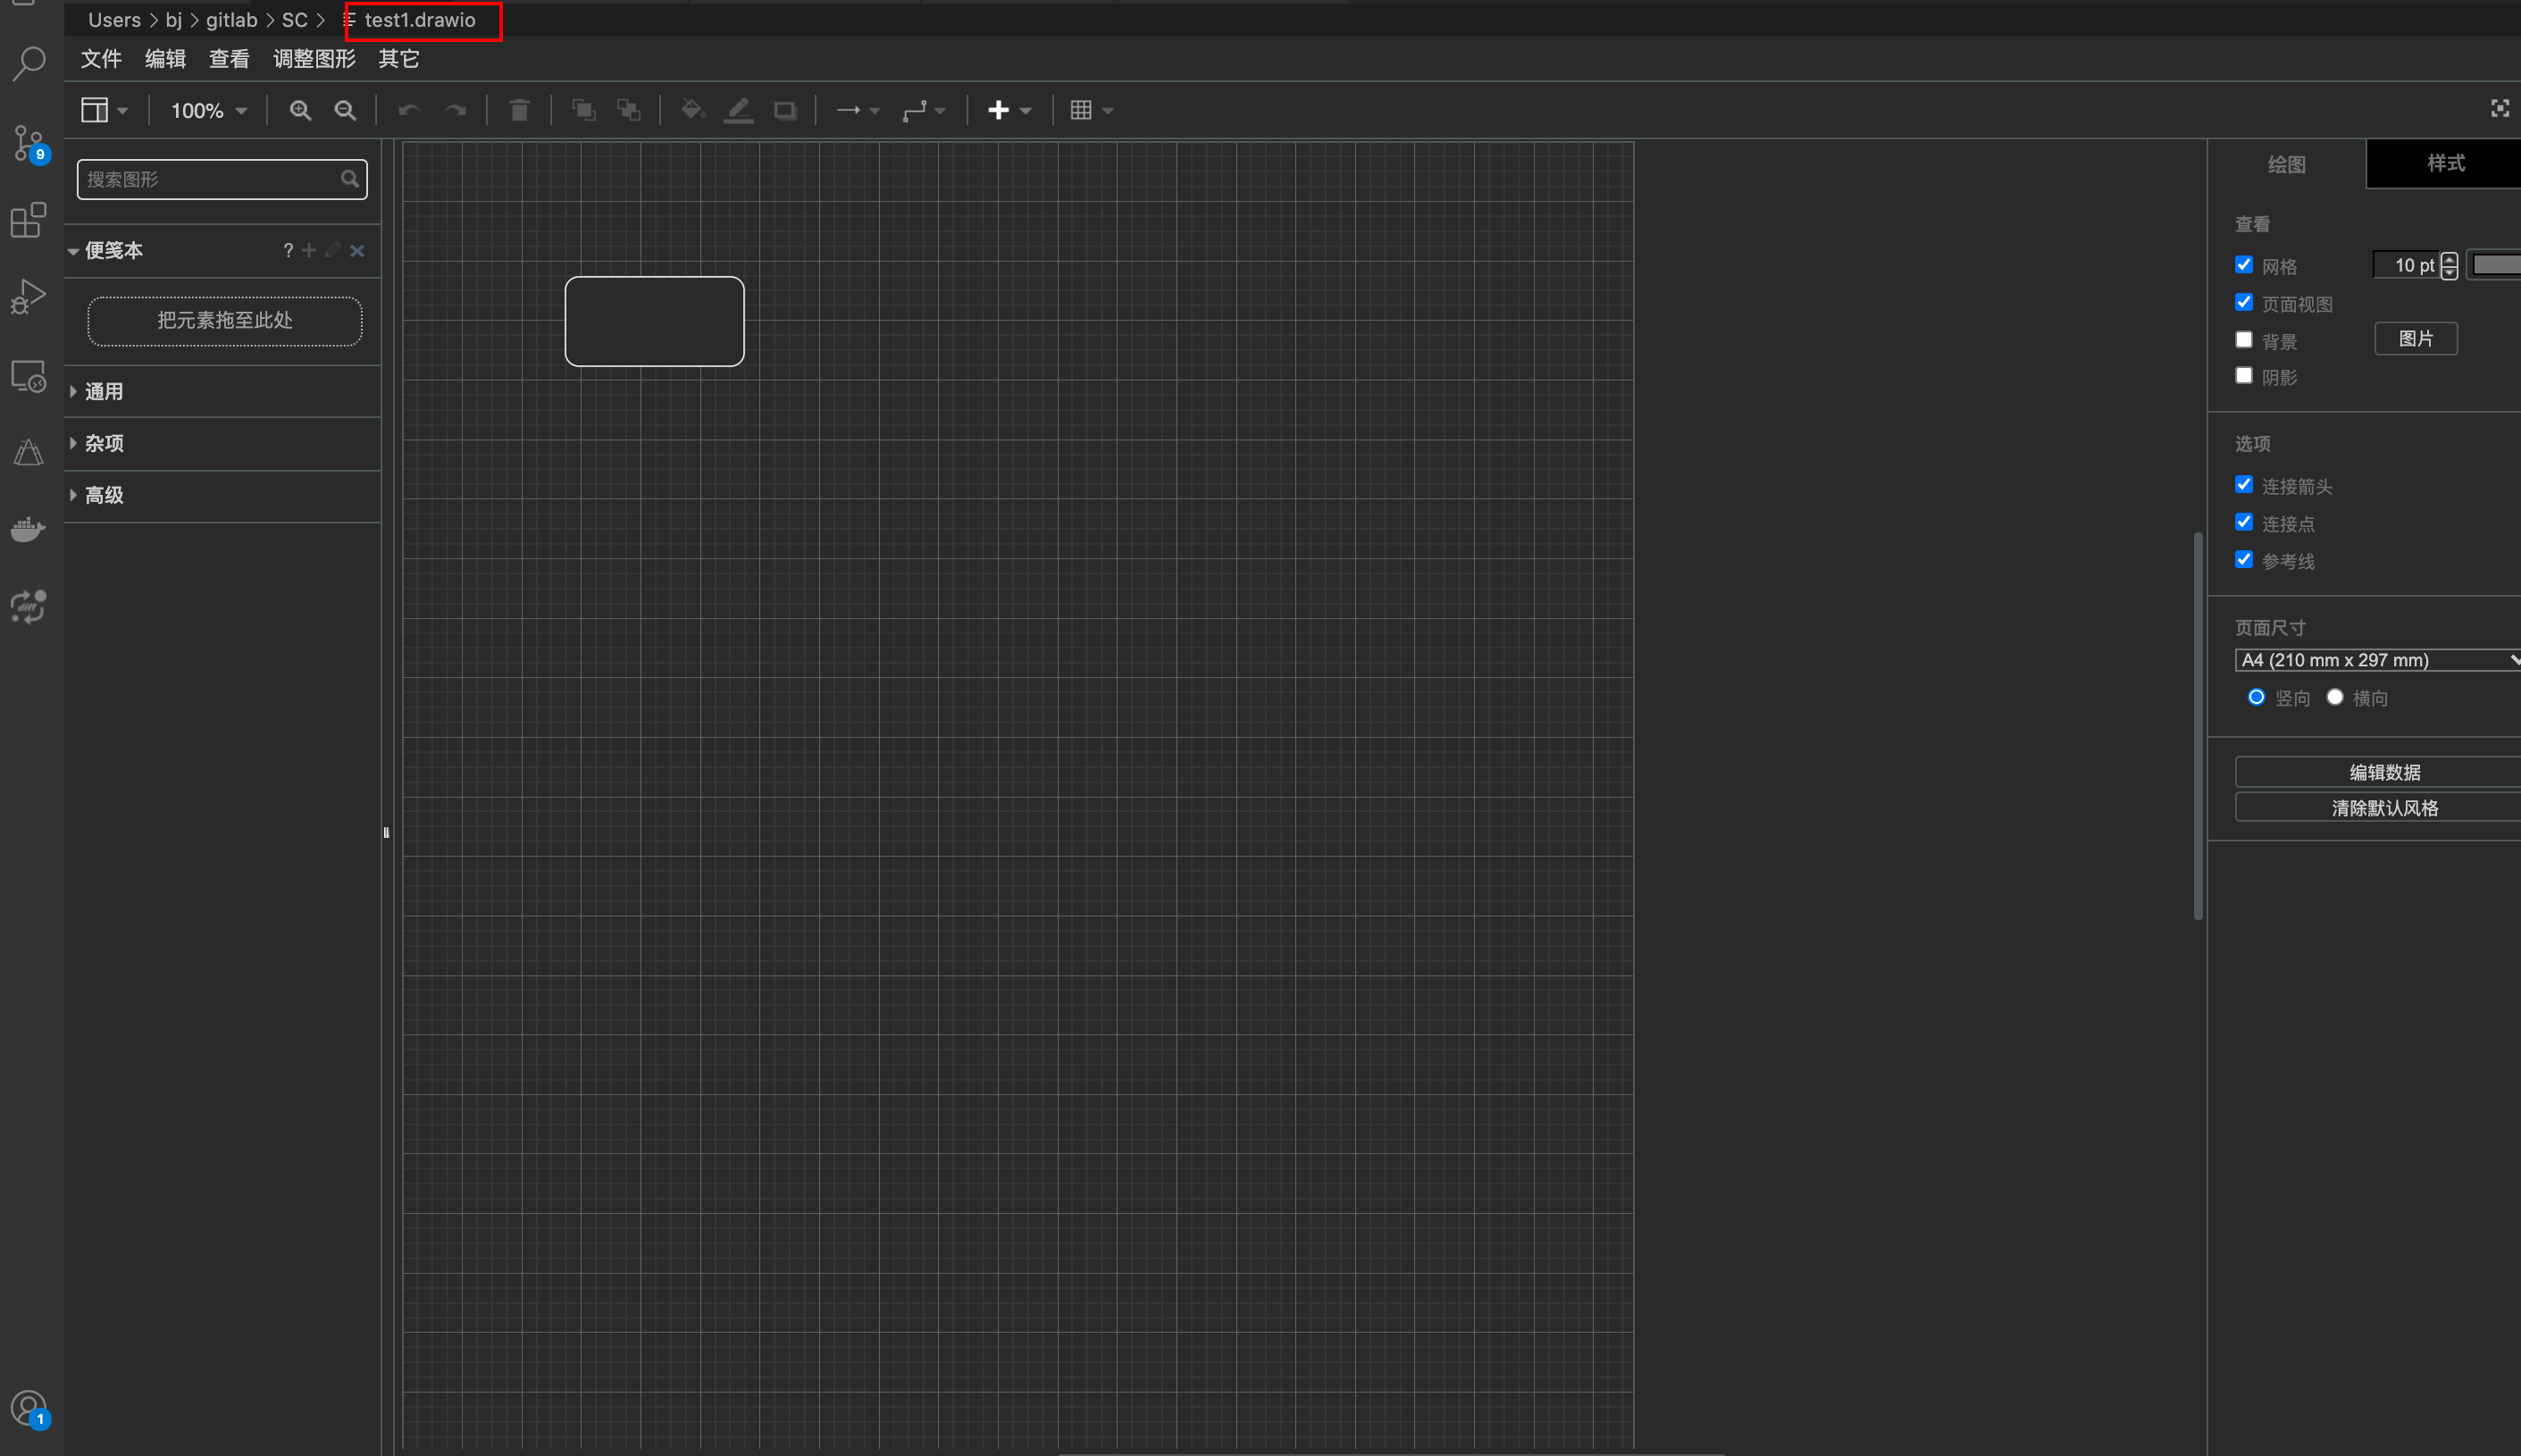 Users > bj > gitlab > SC > test1.drawio
文件 编辑 查看 调整图形 其它
100%
9
搜索图形
便笺本 ?
把元素拖至此处
通用
杂项
高级
diff
1
绘图 样式
查看
网格 10 pt
页面视图
背景 图片
阴影
选项
连接箭头
连接点
参考线
页面尺寸
A4 (210 mm x 297 mm)
竖向 横向
编辑数据
清除默认风格